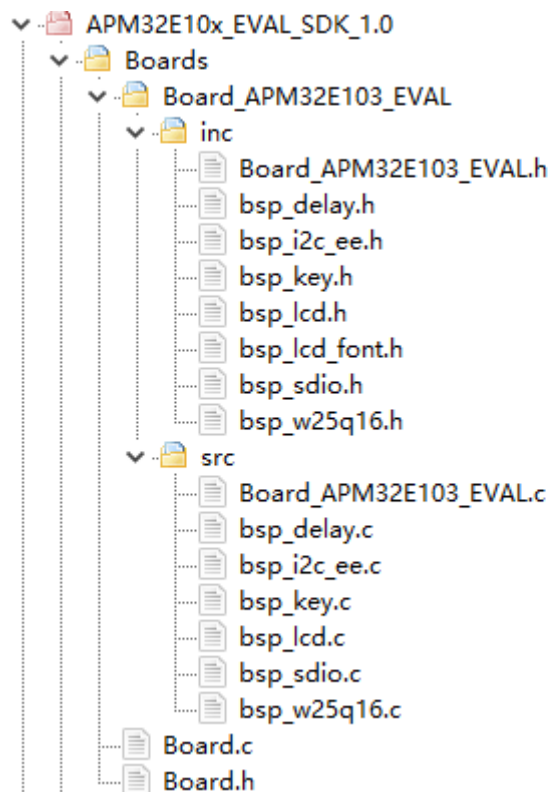 APM32E10x_EVAL_SDK_1.0
Boards
Board_APM32E103_EVAL
inc
Board_APM32E103_EVAL.h
bsp_delay.h
bsp_i2c_ee.h
bsp_key.h
bsp_lcd.h
bsp_lcd_font.h
bsp_sdio.h
bsp_w25q16.h
src
Board_APM32E103_EVAL.c
bsp_delay.c
bsp_i2c_ee.c
bsp_key.c
bsp_lcd.c
bsp_sdio.c
bsp_w25q16.c
Board.c
Board.h